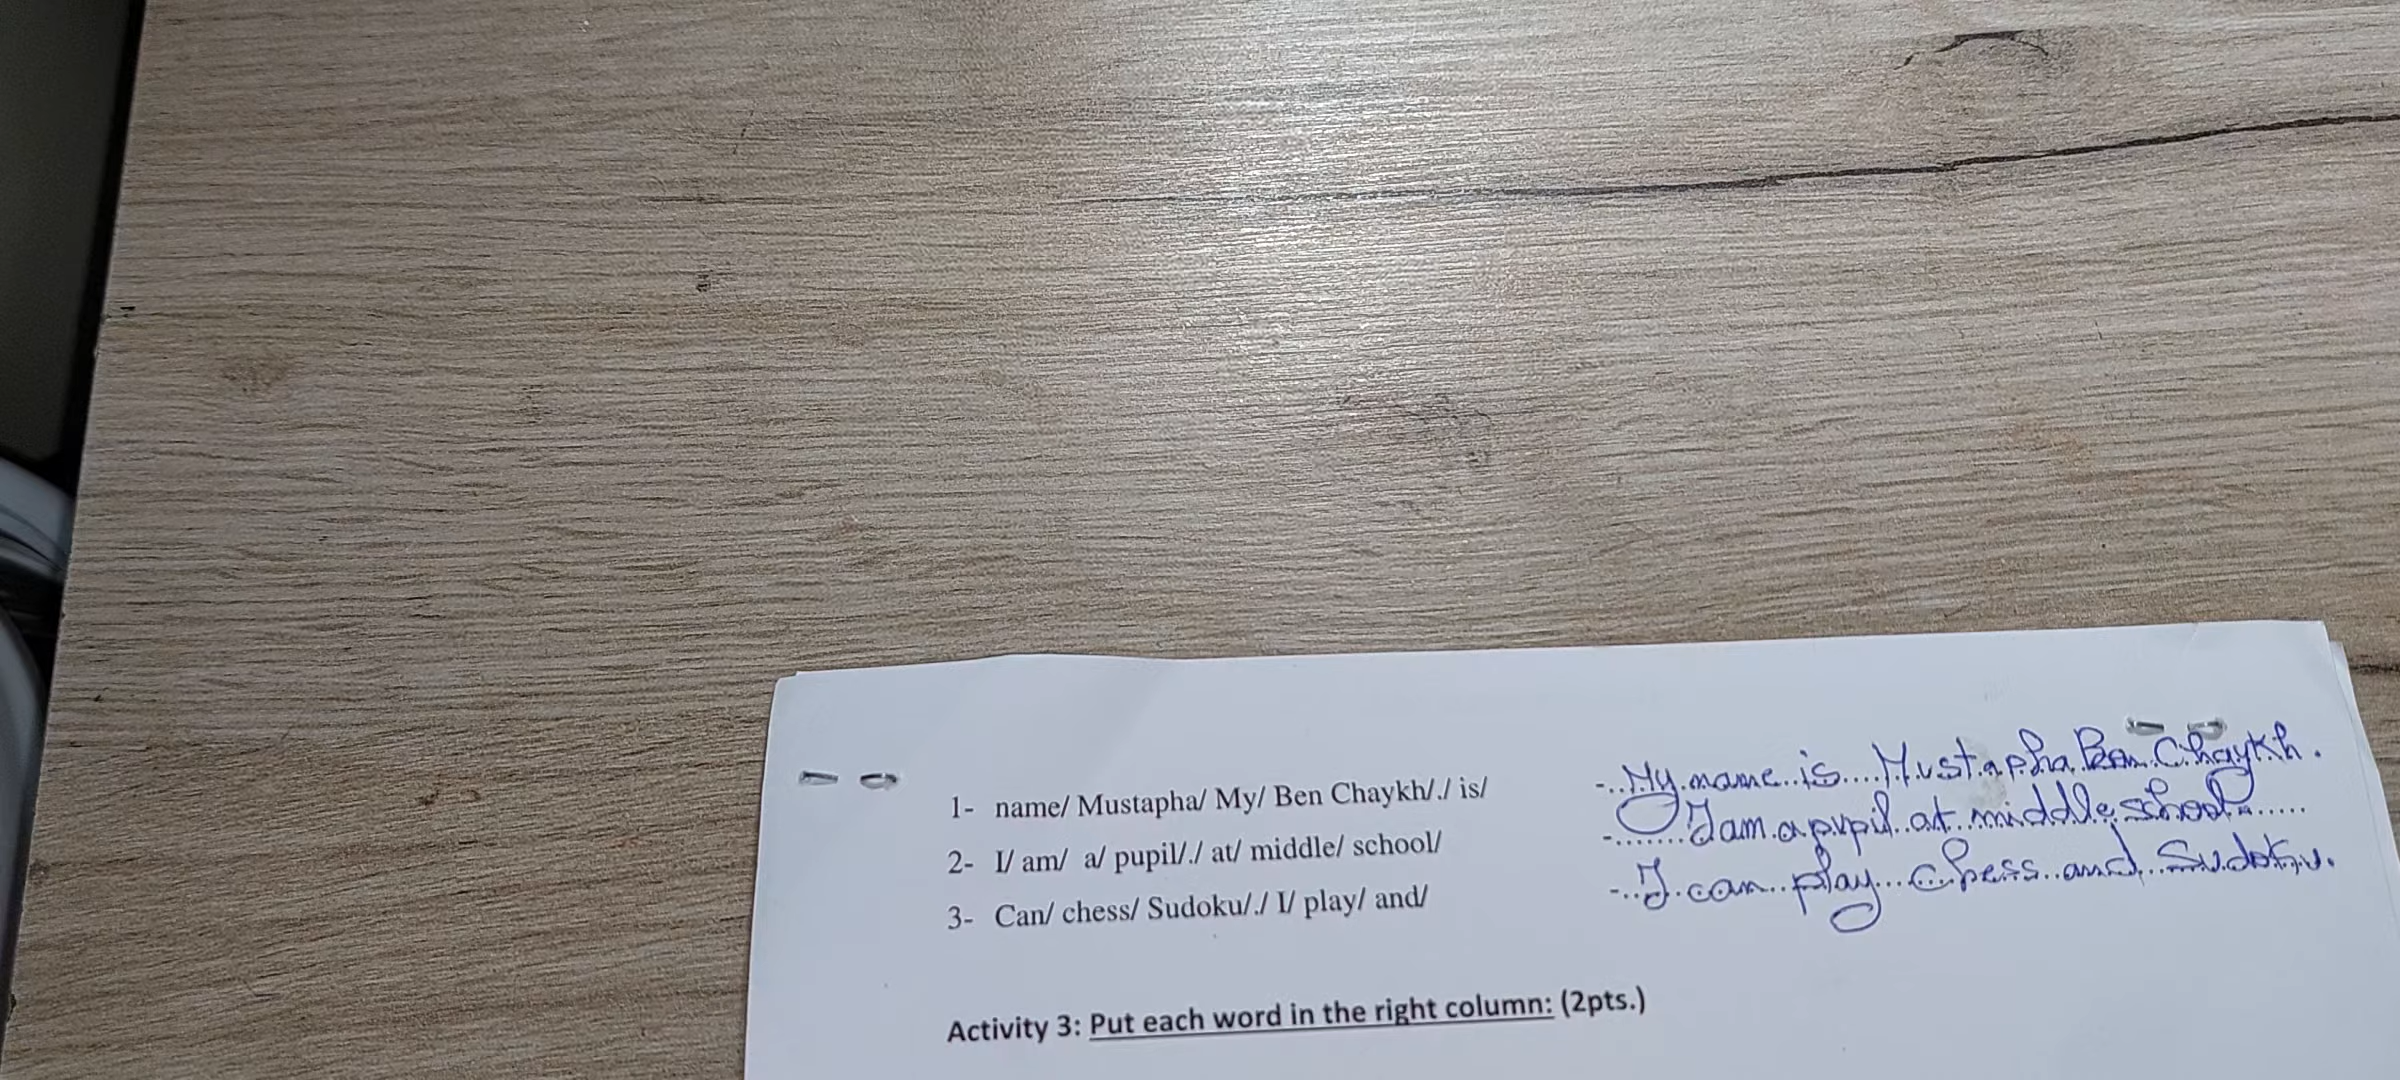 1- name/ Mustapha/ My/ Ben Chaykh/./ is/ -..My name is....Mustapha Ben Chaykh.
2- I/ am/ a/ pupil/./ at/ middle/ school/ -.......I am a pupil at middle school.......
3- Can/ chess/ Sudoku/./ I/ play/ and/ -..I can play...chess and...Sudoku.
Activity 3: Put each word in the right column: (2pts.)